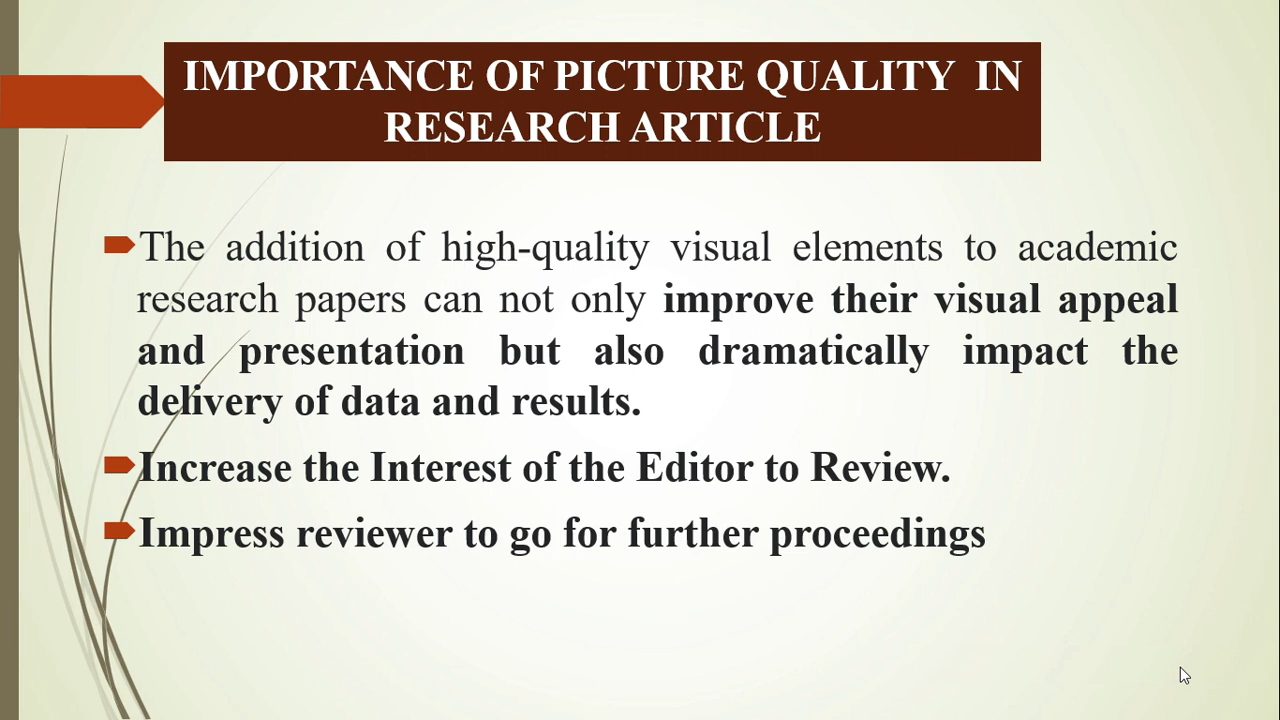 IMPORTANCE OF PICTURE QUALITY IN
RESEARCH ARTICLE
The addition of high-quality visual elements to academic
research papers can not only improve their visual appeal
and presentation but also dramatically impact the
delivery of data and results.
Increase the Interest of the Editor to Review.
Impress reviewer to go for further proceedings